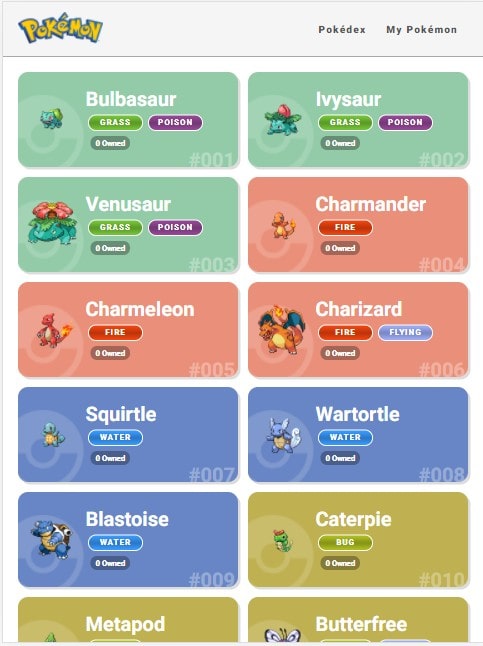 POKéMON
Pokédex My Pokémon
Bulbasaur
GRASS POISON
0 Owned
#001
Ivysaur
GRASS POISON
0 Owned
#002
Venusaur
GRASS POISON
0 Owned
#003
Charmander
FIRE
0 Owned
#004
Charmeleon
FIRE
0 Owned
#005
Charizard
FIRE FLYING
0 Owned
#006
Squirtle
WATER
0 Owned
#007
Wartortle
WATER
0 Owned
#008
Blastoise
WATER
0 Owned
#009
Caterpie
BUG
0 Owned
#010
Metapod
Butterfree